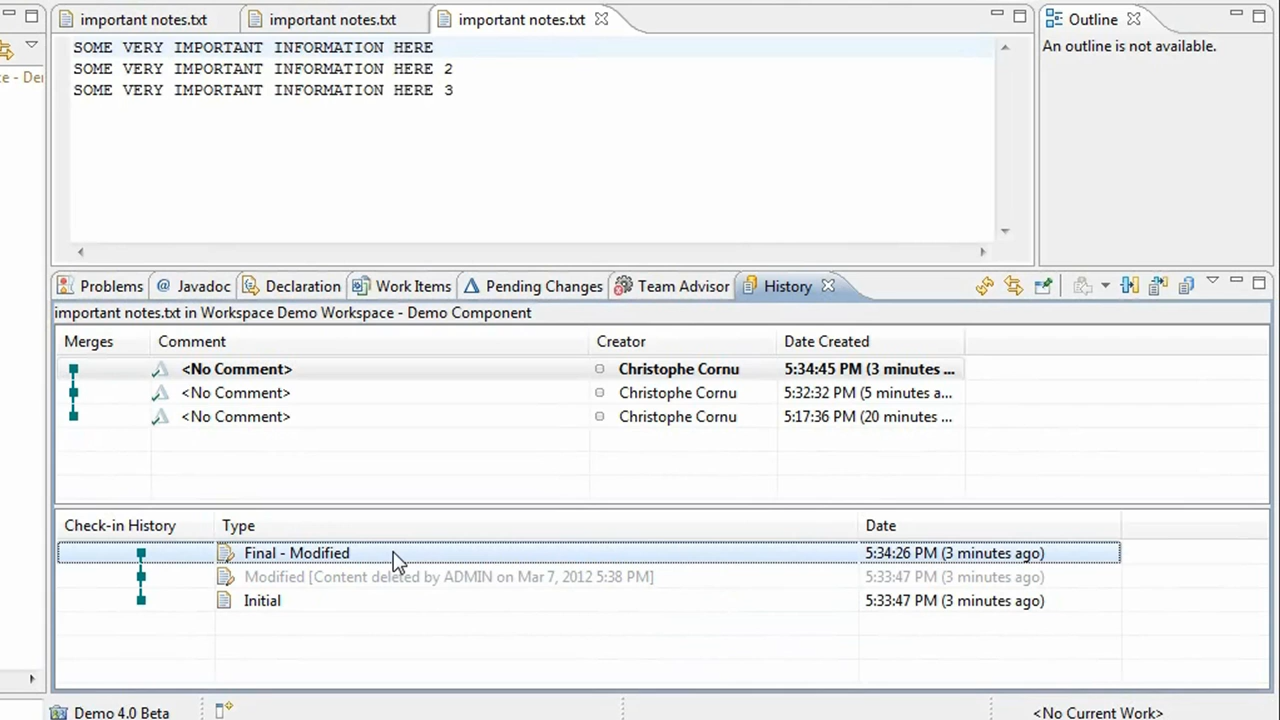 important notes.txt important notes.txt important notes.txt Outline
An outline is not available.
SOME VERY IMPORTANT INFORMATION HERE
SOME VERY IMPORTANT INFORMATION HERE 2
SOME VERY IMPORTANT INFORMATION HERE 3
Problems @ Javadoc Declaration Work Items Pending Changes Team Advisor History
important notes.txt in Workspace Demo Workspace - Demo Component
Merges Comment Creator Date Created
<No Comment> Christophe Cornu 5:34:45 PM (3 minutes ...
<No Comment> Christophe Cornu 5:32:32 PM (5 minutes a...
<No Comment> Christophe Cornu 5:17:36 PM (20 minutes ...
Check-in History Type Date
Final - Modified 5:34:26 PM (3 minutes ago)
Modified [Content deleted by ADMIN on Mar 7, 2012 5:38 PM] 5:33:47 PM (3 minutes ago)
Initial 5:33:47 PM (3 minutes ago)
Demo 4.0 Beta <No Current Work>